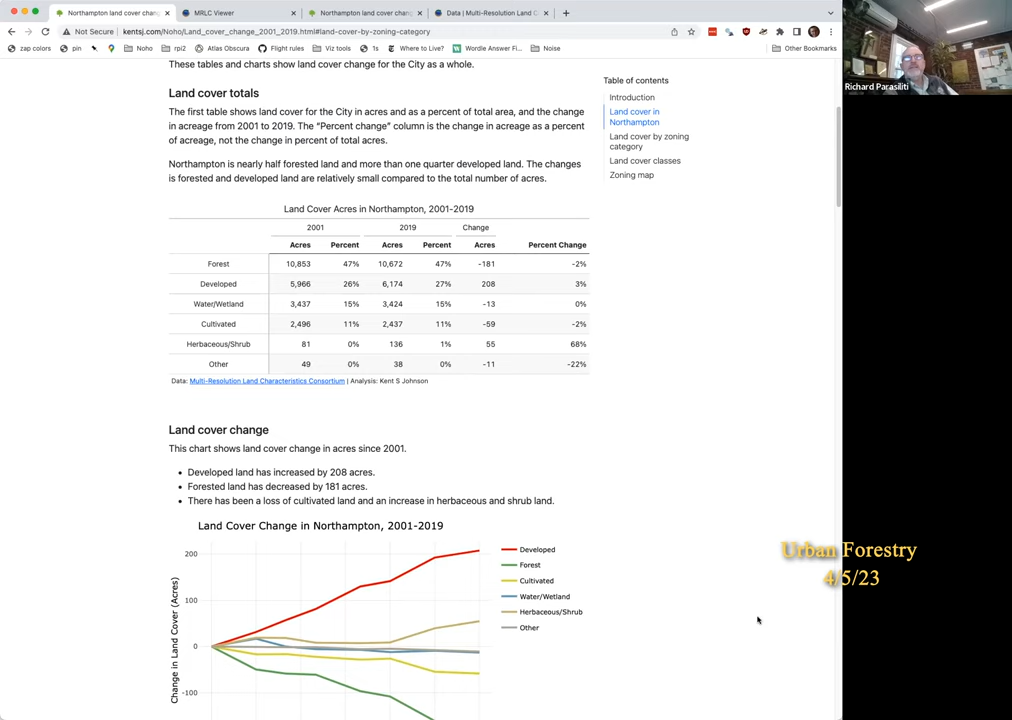 Northampton land cover change
MRLC Viewer
Northampton land cover chang
Data | Multi-Resolution Land C
Not Secure
kentsj.com/Noho/Land_cover_change_2001_2019.html#land-cover-by-zoning-category
zap colors
pin
Noho
rpi2
Atlas Obscura
Flight rules
Viz tools
1s
Where to Live?
Wordle Answer Fi...
Noise
Other Bookmarks
Richard Parasiliti
These tables and charts show land cover change for the City as a whole.
Land cover totals
The first table shows land cover for the City in acres and as a percent of total area, and the change
in acreage from 2001 to 2019. The “Percent change” column is the change in acreage as a percent
of acreage, not the change in percent of total acres.
Northampton is nearly half forested land and more than one quarter developed land. The changes
is forested and developed land are relatively small compared to the total number of acres.
Table of contents
Introduction
Land cover in
Northampton
Land cover by zoning
category
Land cover classes
Zoning map
Land Cover Acres in Northampton, 2001-2019
2001 2019 Change
Acres Percent Acres Percent Acres Percent Change
Forest 10,853 47% 10,672 47% -181 -2%
Developed 5,966 26% 6,174 27% 208 3%
Water/Wetland 3,437 15% 3,424 15% -13 0%
Cultivated 2,496 11% 2,437 11% -59 -2%
Herbaceous/Shrub 81 0% 136 1% 55 68%
Other 49 0% 38 0% -11 -22%
Data: Multi-Resolution Land Characteristics Consortium | Analysis: Kent S Johnson
Land cover change
This chart shows land cover change in acres since 2001.
• Developed land has increased by 208 acres.
• Forested land has decreased by 181 acres.
• There has been a loss of cultivated land and an increase in herbaceous and shrub land.
Land Cover Change in Northampton, 2001-2019
Change in Land Cover (Acres)
200
100
0
-100
Developed
Forest
Cultivated
Water/Wetland
Herbaceous/Shrub
Other
Urban Forestry
4/5/23